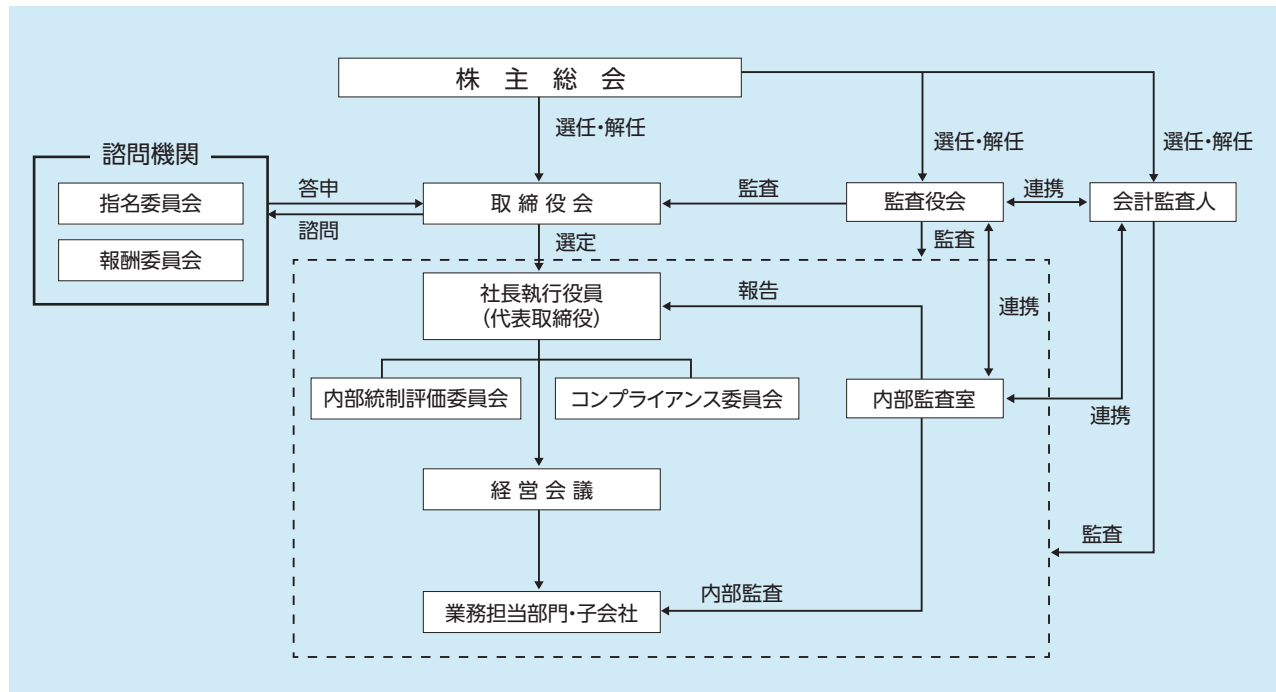 株主総会
選任・解任
選任・解任
選任・解任
諮問機関
指名委員会
報酬委員会
答申
諮問
取締役会
監査
監査役会
連携
会計監査人
選定
監査
社長執行役員
(代表取締役)
報告
連携
内部統制評価委員会
コンプライアンス委員会
内部監査室
連携
経営会議
監査
内部監査
業務担当部門・子会社